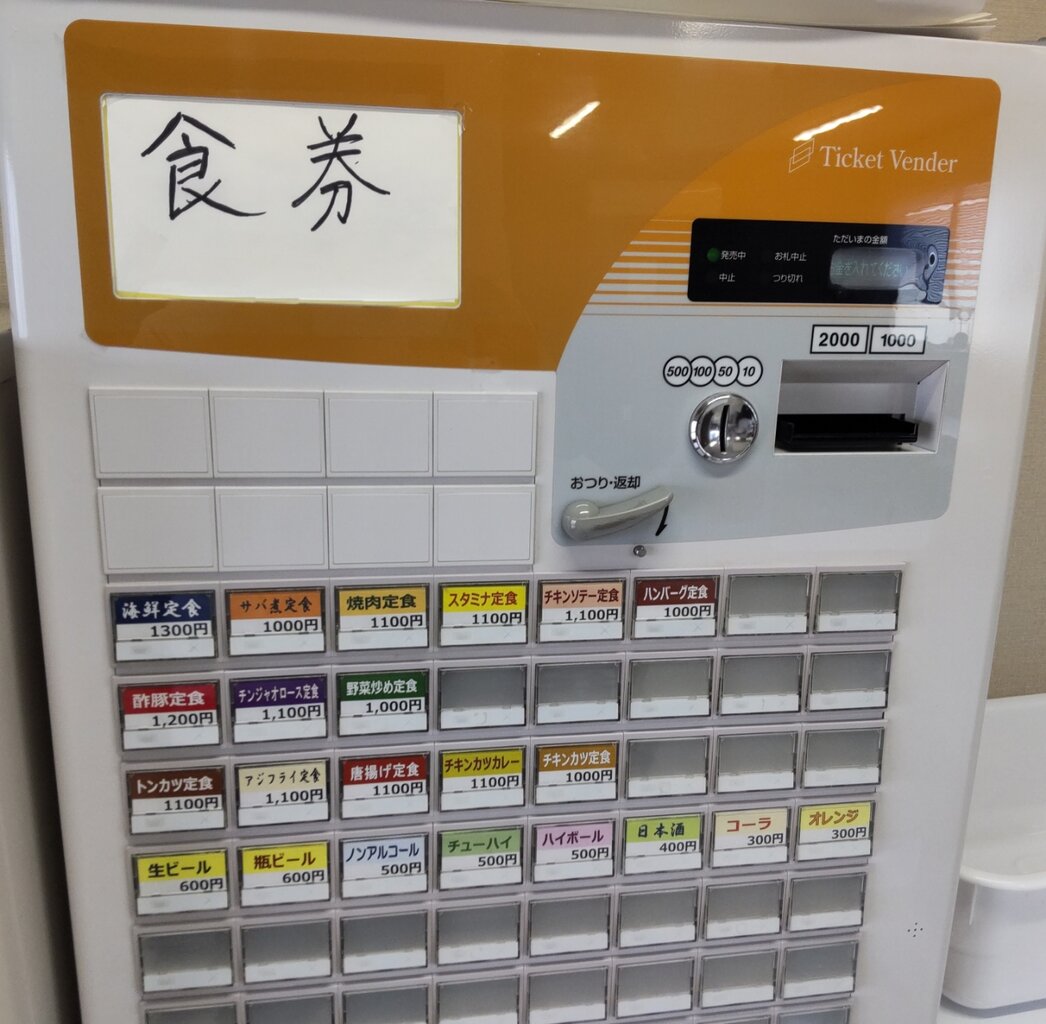 食券
Ticket Vender
ただいまの金額
発売中 お札中止
金を入れてください
中止 つり切れ
2000 1000
500 100 50 10
おつり・返却
海鮮定食 サバ煮定食 焼肉定食 スタミナ定食 チキンソテー定食 ハンバーグ定食
1300円 1000円 1100円 1100円 1,100円 1000円
酢豚定食 チンジャオロース定食 野菜炒め定食
1,200円 1,100円 1,000円
トンカツ定食 アジフライ定食 唐揚げ定食 チキンカツカレー チキンカツ定食
1100円 1,100円 1100円 1100円 1000円
生ビール 瓶ビール ノンアルコール チューハイ ハイボール 日本酒 コーラ オレンジ
600円 600円 500円 500円 500円 400円 300円 300円